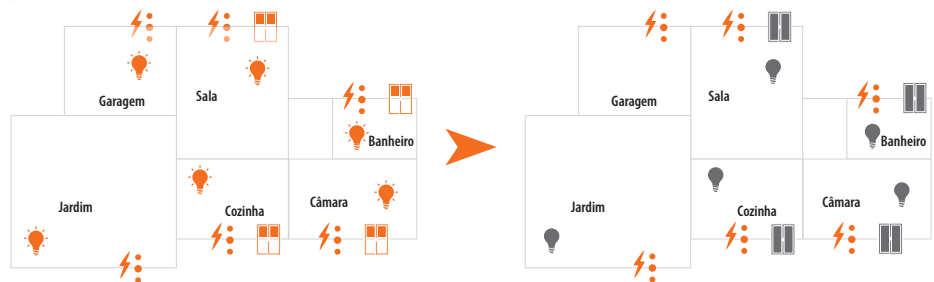 Garagem
Sala
Banheiro
Jardim
Cozinha
Câmara
Garagem
Sala
Banheiro
Jardim
Cozinha
Câmara